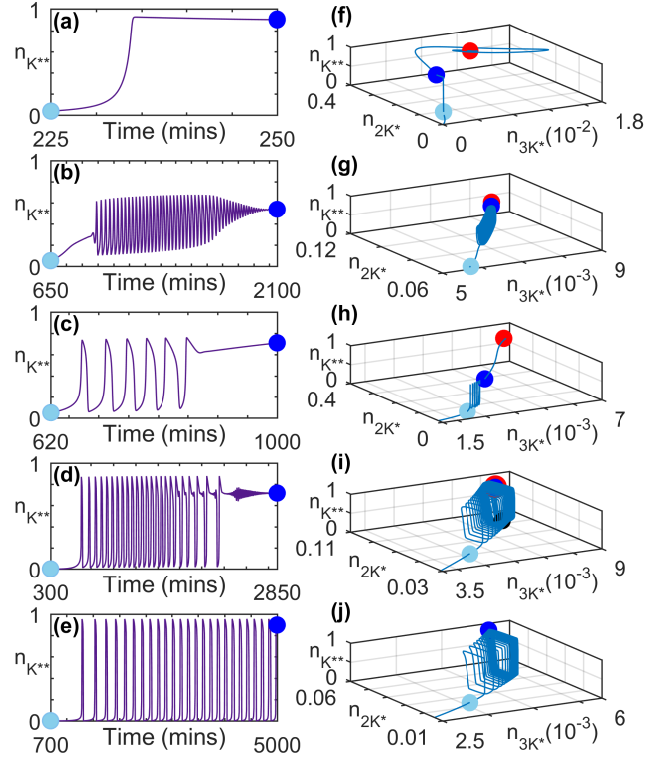 (a)
1
n_{K**}
0
225
Time (mins)
250
(f)
1
n_{K**}
0
0.4
n_{2K*}
0
0
n_{3K*}(10^{-2})
1.8
(b)
1
n_{K**}
0
650
Time (mins)
2100
(g)
1
n_{K**}
0
0.12
n_{2K*}
0.06
5
n_{3K*}(10^{-3})
9
(c)
1
n_{K**}
0
620
Time (mins)
1000
(h)
1
n_{K**}
0
0.4
n_{2K*}
0
1.5
n_{3K*}(10^{-3})
7
(d)
1
n_{K**}
0
300
Time (mins)
2850
(i)
1
n_{K**}
0
0.11
n_{2K*}
0.03
3.5
n_{3K*}(10^{-3})
9
(e)
1
n_{K**}
0
700
Time (mins)
5000
(j)
1
n_{K**}
0
0.06
n_{2K*}
0.01
2.5
n_{3K*}(10^{-3})
6